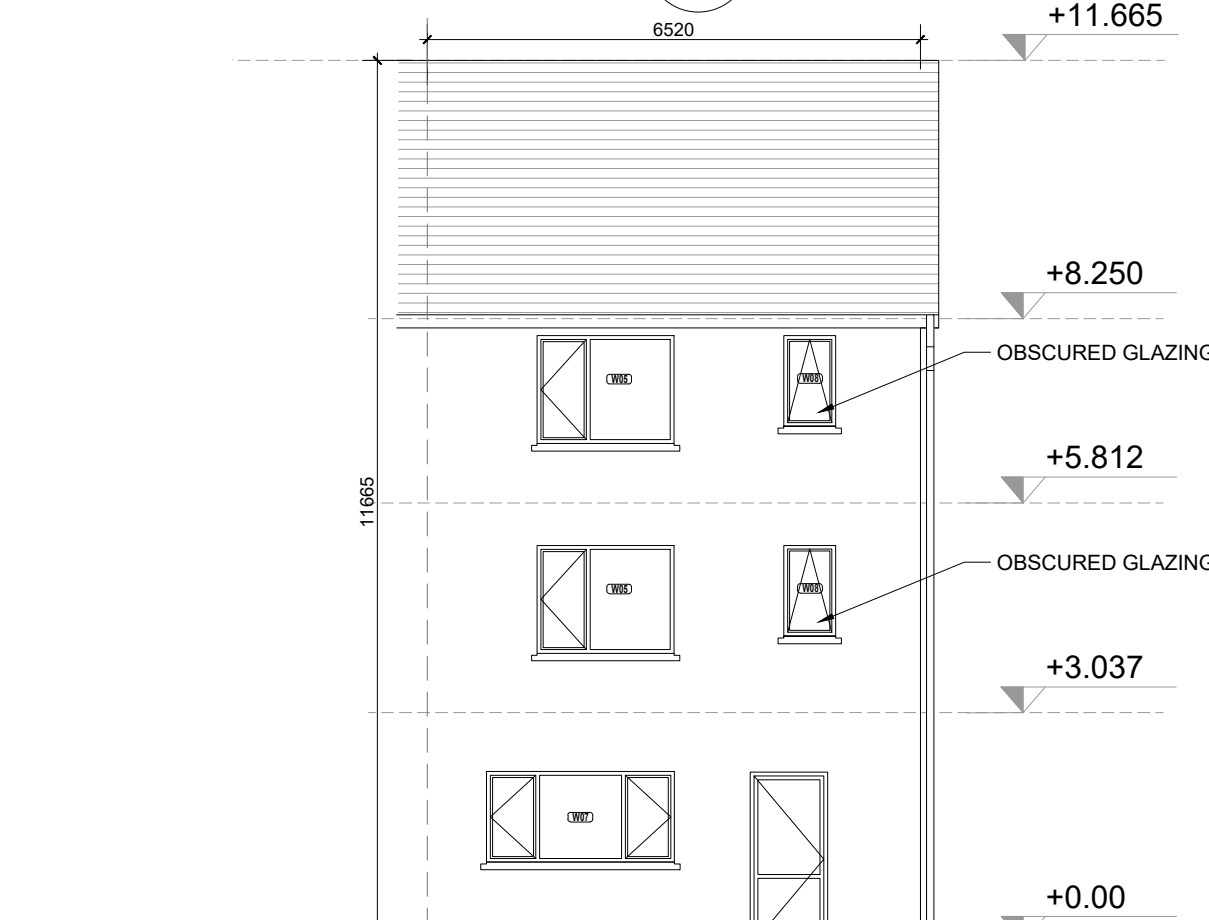 +11.665
6520
+8.250
OBSCURED GLAZING
W05
W08
+5.812
11665
OBSCURED GLAZING
W05
W08
+3.037
W07
+0.00